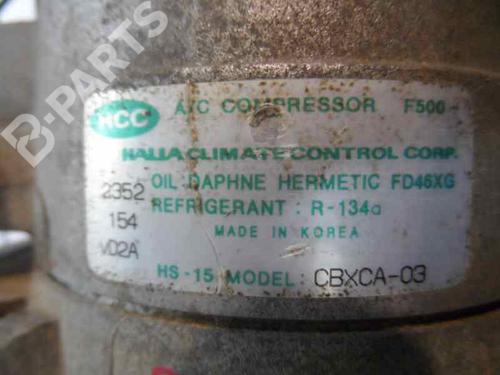 B-PARTS
HCC A/C COMPRESSOR F500-
HALLA CLIMATE CONTROL CORP.
2352 OIL DAPHNE HERMETIC FD46XG
154 REFRIGERANT : R-134a
V02A MADE IN KOREA
HS-15 MODEL: CBXCA-03